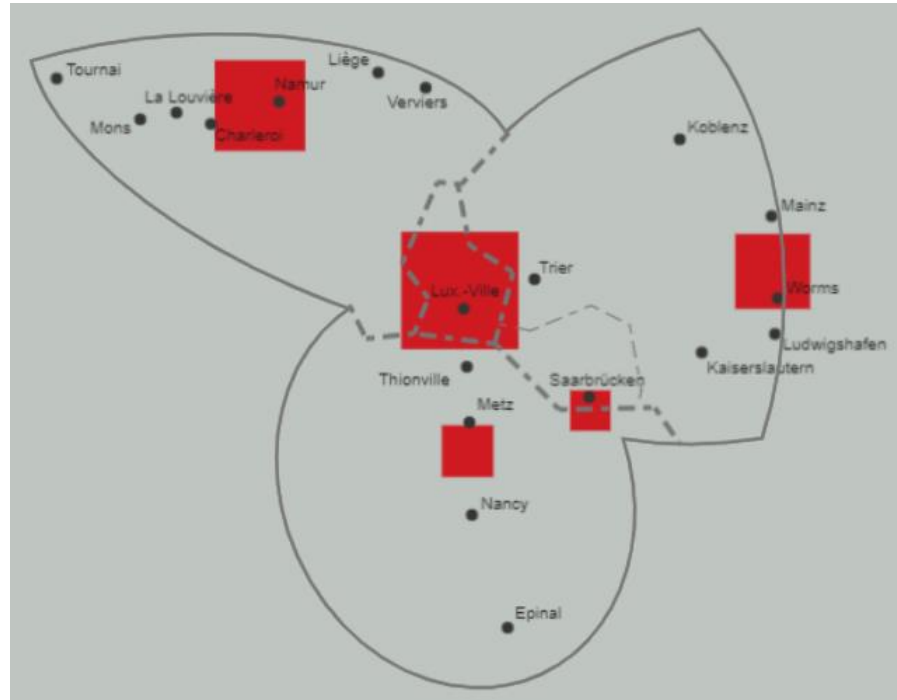 Tournai
Liège
La Louvière
Namur
Verviers
Mons
Charleroi
Koblenz
Mainz
Trier
Lux.-Ville
Worms
Ludwigshafen
Kaiserslautern
Thionville
Saarbrücken
Metz
Nancy
Epinal